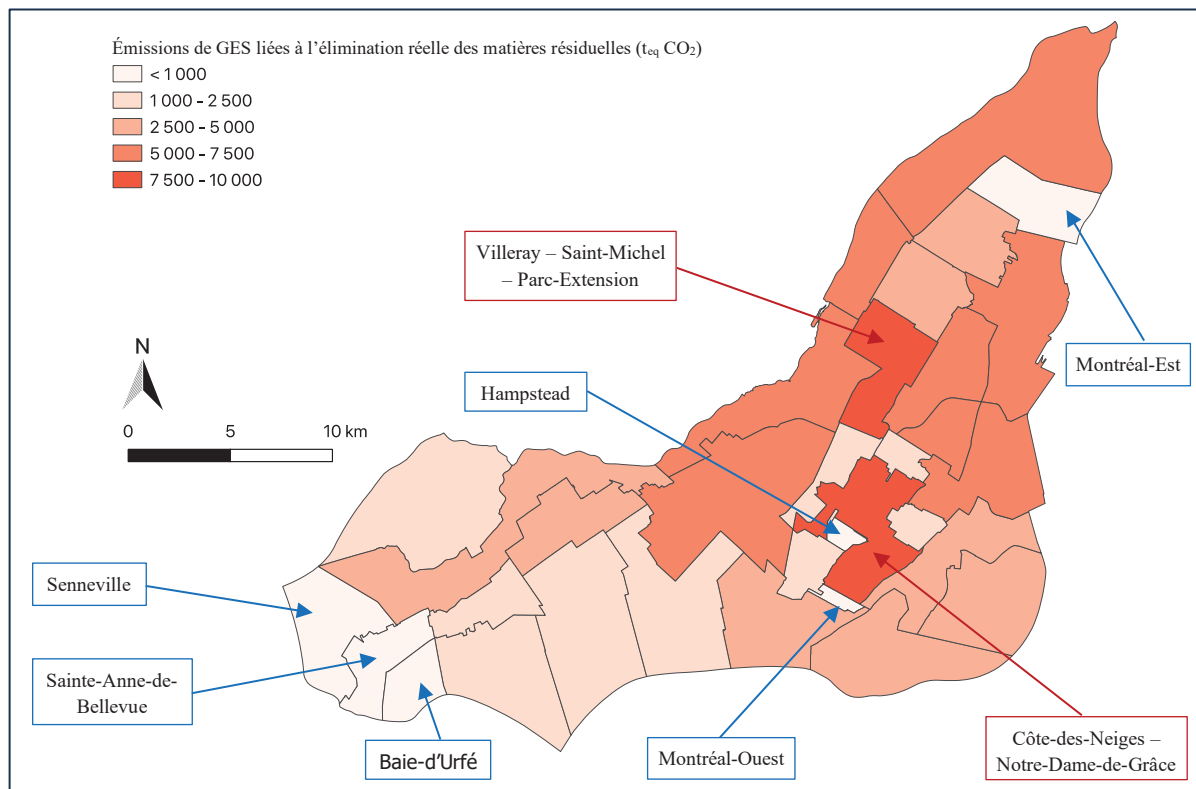 Émissions de GES liées à l’élimination réelle des matières résiduelles (teq CO2)
< 1 000
1 000 - 2 500
2 500 - 5 000
5 000 - 7 500
7 500 - 10 000
Villeray – Saint-Michel
– Parc-Extension
N
Montréal-Est
Hampstead
0 5 10 km
Senneville
Sainte-Anne-de-
Bellevue
Baie-d’Urfé
Montréal-Ouest
Côte-des-Neiges –
Notre-Dame-de-Grâce